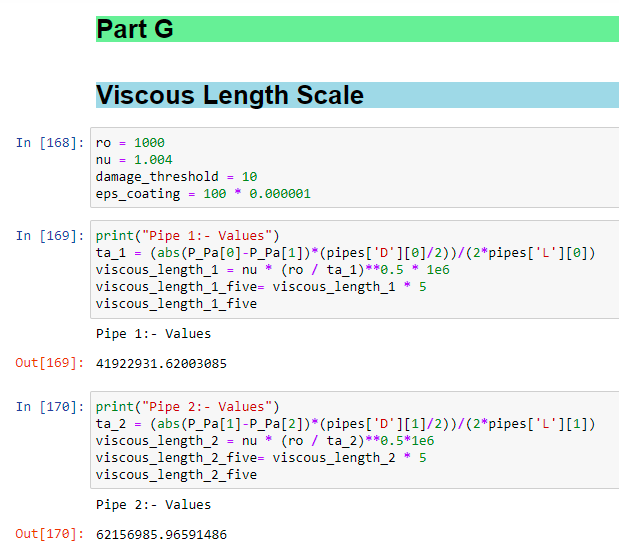 Part G
Viscous Length Scale
In [168]: ro = 1000
nu = 1.004
damage_threshold = 10
eps_coating = 100 * 0.000001
In [169]: print("Pipe 1:- Values")
ta_1 = (abs(P_Pa[0]-P_Pa[1])*(pipes['D'][0]/2))/(2*pipes['L'][0])
viscous_length_1 = nu * (ro / ta_1)**0.5 * 1e6
viscous_length_1_five= viscous_length_1 * 5
viscous_length_1_five
Pipe 1:- Values
Out[169]: 41922931.62003085
In [170]: print("Pipe 2:- Values")
ta_2 = (abs(P_Pa[1]-P_Pa[2])*(pipes['D'][1]/2))/(2*pipes['L'][1])
viscous_length_2 = nu * (ro / ta_2)**0.5*1e6
viscous_length_2_five= viscous_length_2 * 5
viscous_length_2_five
Pipe 2:- Values
Out[170]: 62156985.96591486